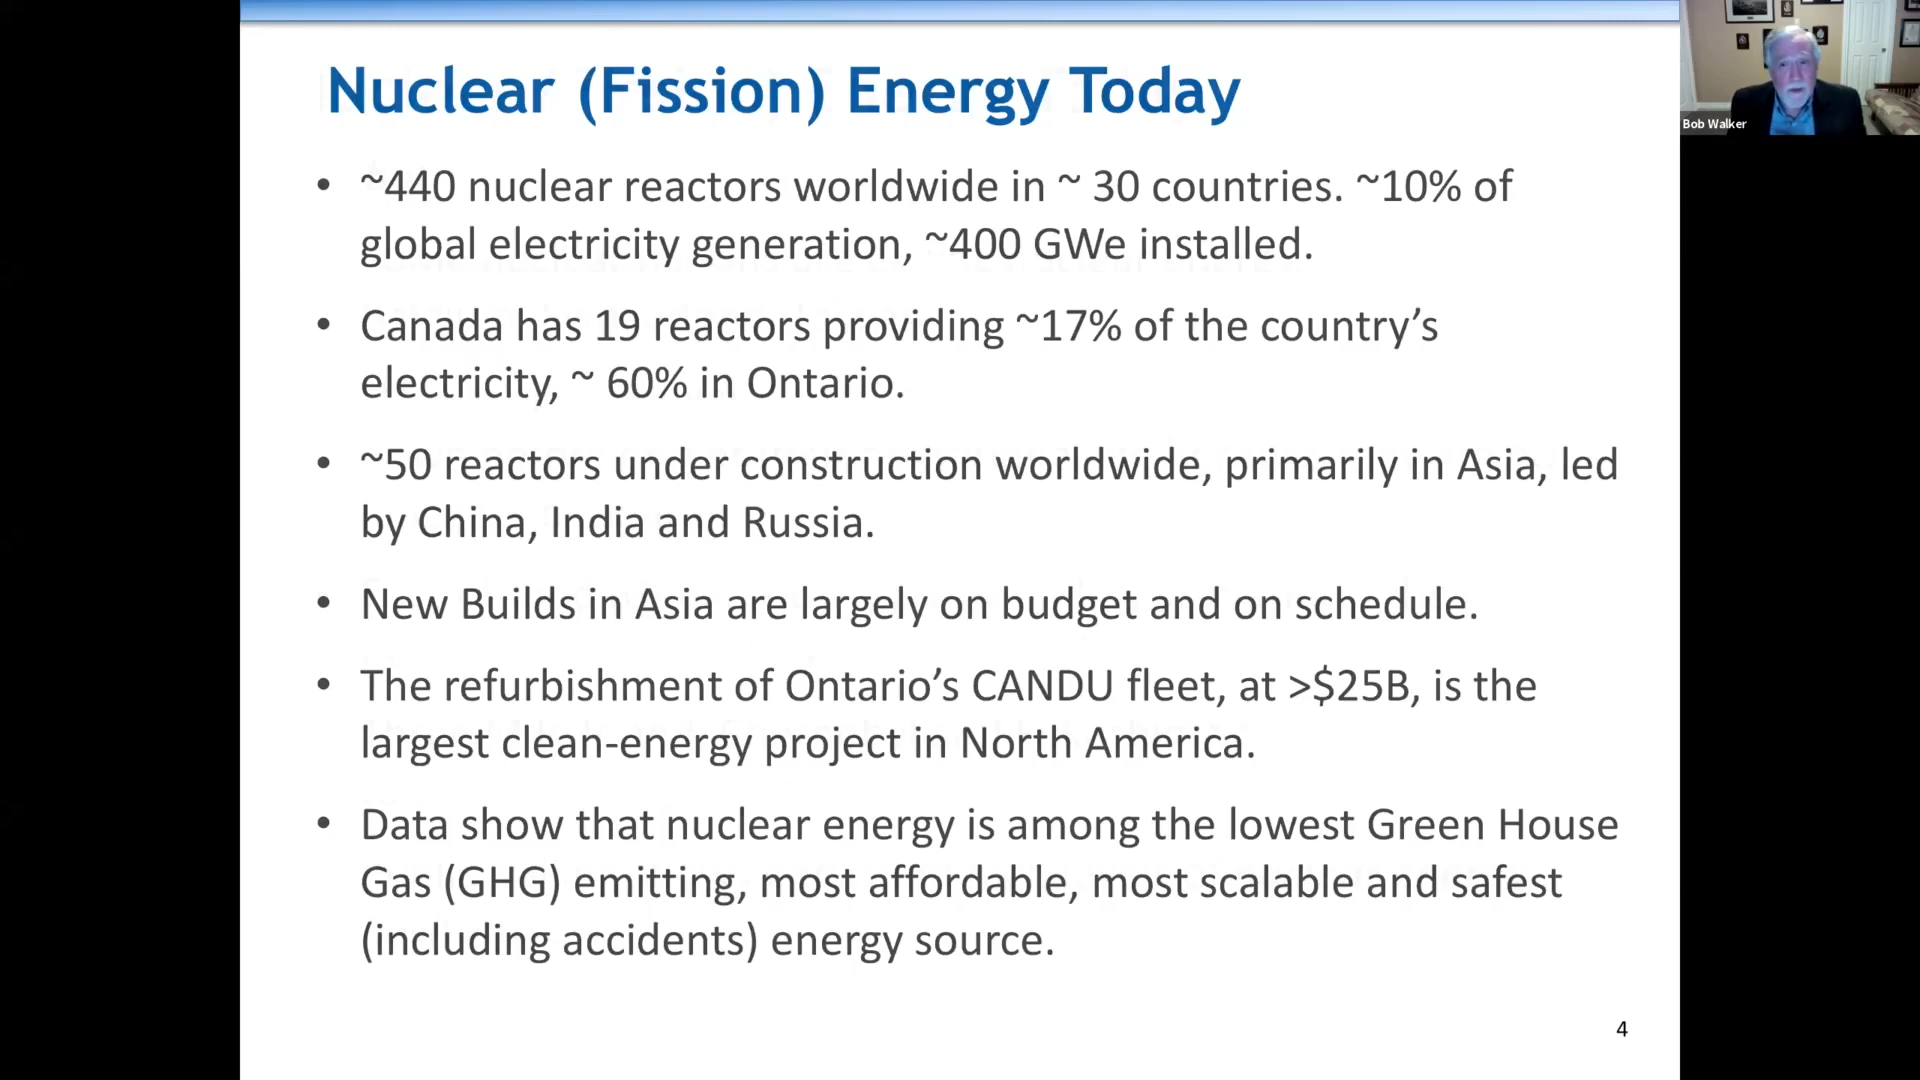 Nuclear (Fission) Energy Today
• ~440 nuclear reactors worldwide in ~ 30 countries. ~10% of
global electricity generation, ~400 GWe installed.
• Canada has 19 reactors providing ~17% of the country’s
electricity, ~ 60% in Ontario.
• ~50 reactors under construction worldwide, primarily in Asia, led
by China, India and Russia.
• New Builds in Asia are largely on budget and on schedule.
• The refurbishment of Ontario’s CANDU fleet, at >$25B, is the
largest clean-energy project in North America.
• Data show that nuclear energy is among the lowest Green House
Gas (GHG) emitting, most affordable, most scalable and safest
(including accidents) energy source.
4
Bob Walker